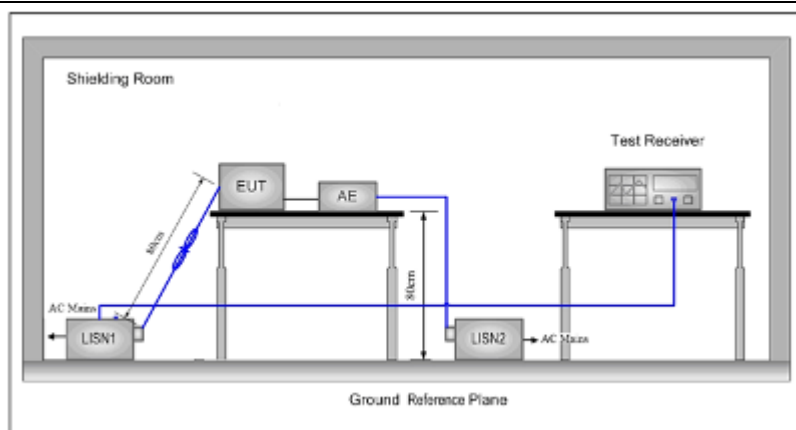 Shielding Room
Test Receiver
EUT
AE
80cm
80cm
AC Mains
LISN1
LISN2
AC Mains
Ground Reference Plane